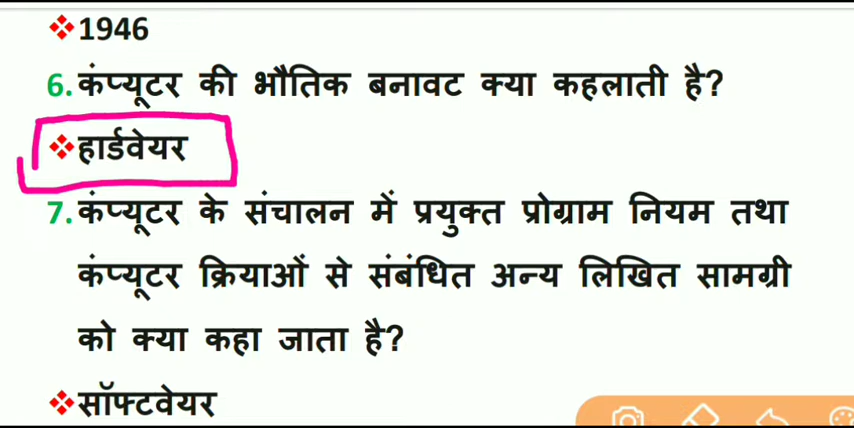 ❖1946
6. कंप्यूटर की भौतिक बनावट क्या कहलाती है?
❖हार्डवेयर
7. कंप्यूटर के संचालन में प्रयुक्त प्रोग्राम नियम तथा
कंप्यूटर क्रियाओं से संबंधित अन्य लिखित सामग्री
को क्या कहा जाता है?
❖सॉफ्टवेयर